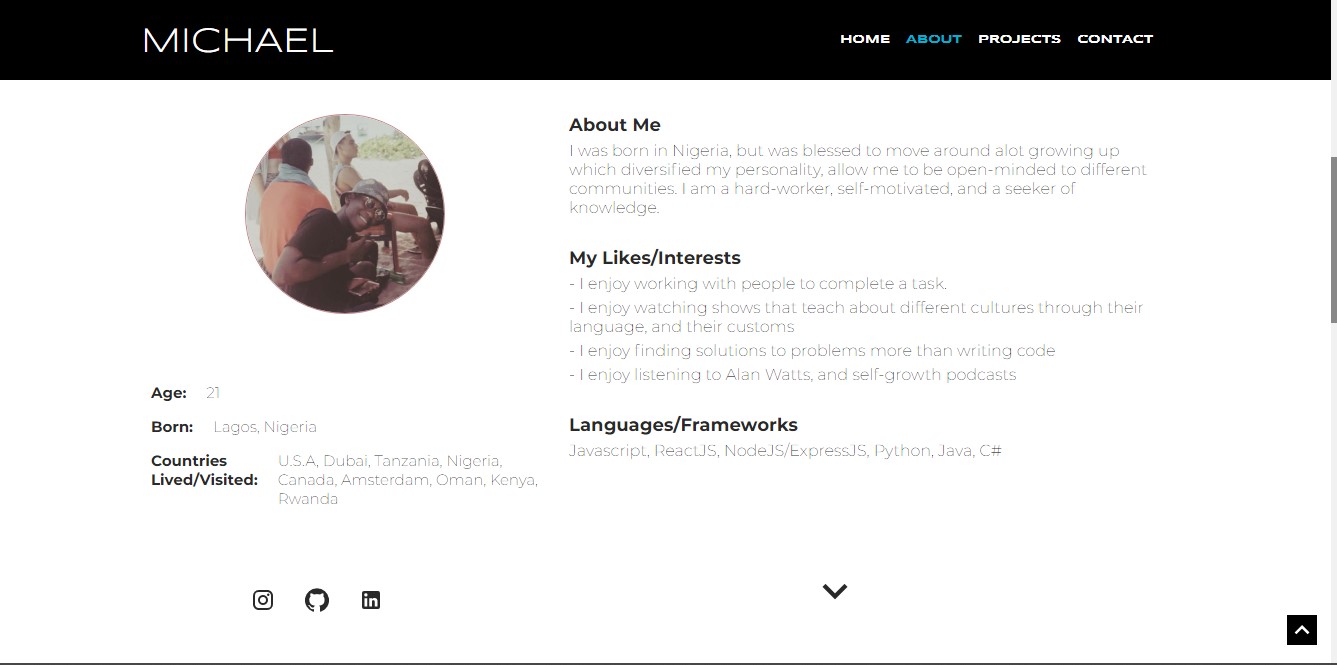 MICHAEL
HOME ABOUT PROJECTS CONTACT
About Me
I was born in Nigeria, but was blessed to move around alot growing up
which diversified my personality, allow me to be open-minded to different
communities. I am a hard-worker, self-motivated, and a seeker of
knowledge.
My Likes/Interests
- I enjoy working with people to complete a task.
- I enjoy watching shows that teach about different cultures through their
language, and their customs
- I enjoy finding solutions to problems more than writing code
- I enjoy listening to Alan Watts, and self-growth podcasts
Languages/Frameworks
Javascript, ReactJS, NodeJS/ExpressJS, Python, Java, C#
Age: 21
Born: Lagos, Nigeria
Countries U.S.A, Dubai, Tanzania, Nigeria,
Lived/Visited: Canada, Amsterdam, Oman, Kenya,
Rwanda